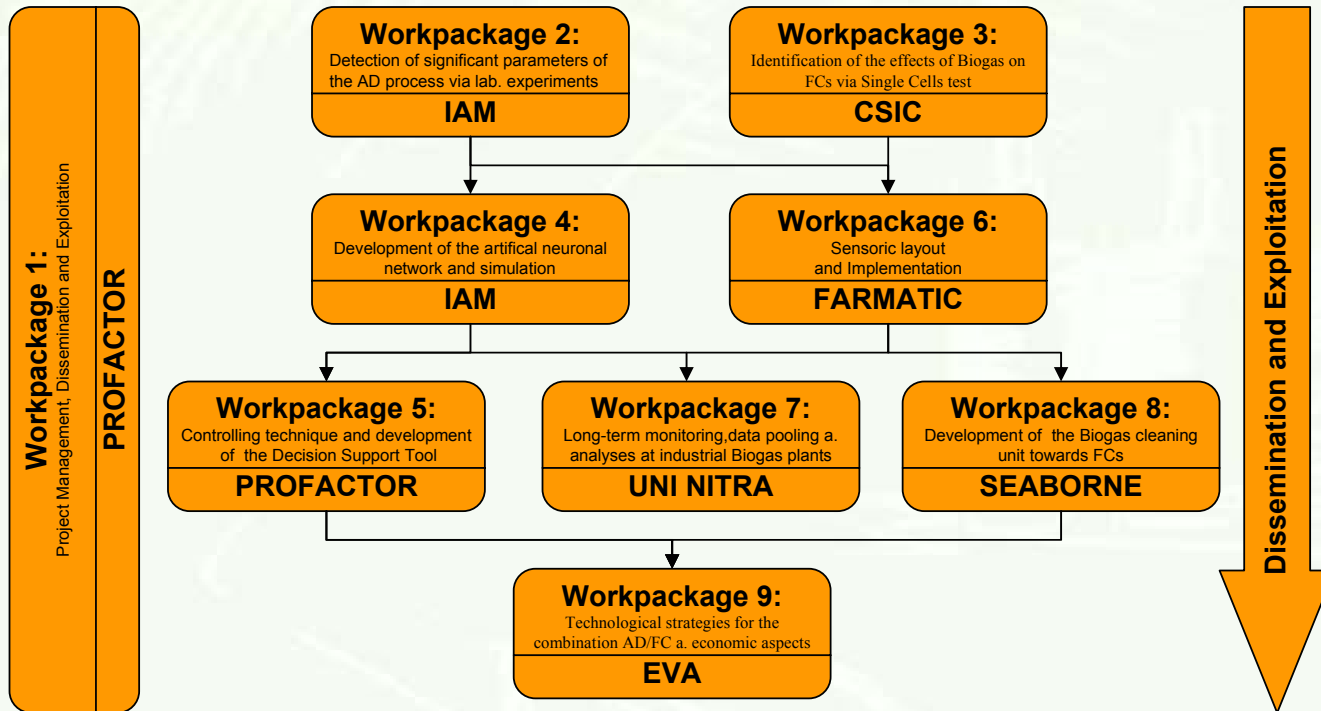 Workpackage 1:
Project Management, Dissemination and Exploitation
PROFACTOR
Workpackage 2:
Detection of significant parameters of
the AD process via lab. experiments
IAM
Workpackage 3:
Identification of the effects of Biogas on
FCs via Single Cells test
CSIC
Workpackage 4:
Development of the artifical neuronal
network and simulation
IAM
Workpackage 6:
Sensoric layout
and Implementation
FARMATIC
Workpackage 5:
Controlling technique and development
of the Decision Support Tool
PROFACTOR
Workpackage 7:
Long-term monitoring,data pooling a.
analyses at industrial Biogas plants
UNI NITRA
Workpackage 8:
Development of the Biogas cleaning
unit towards FCs
SEABORNE
Workpackage 9:
Technological strategies for the
combination AD/FC a. economic aspects
EVA
Dissemination and Exploitation